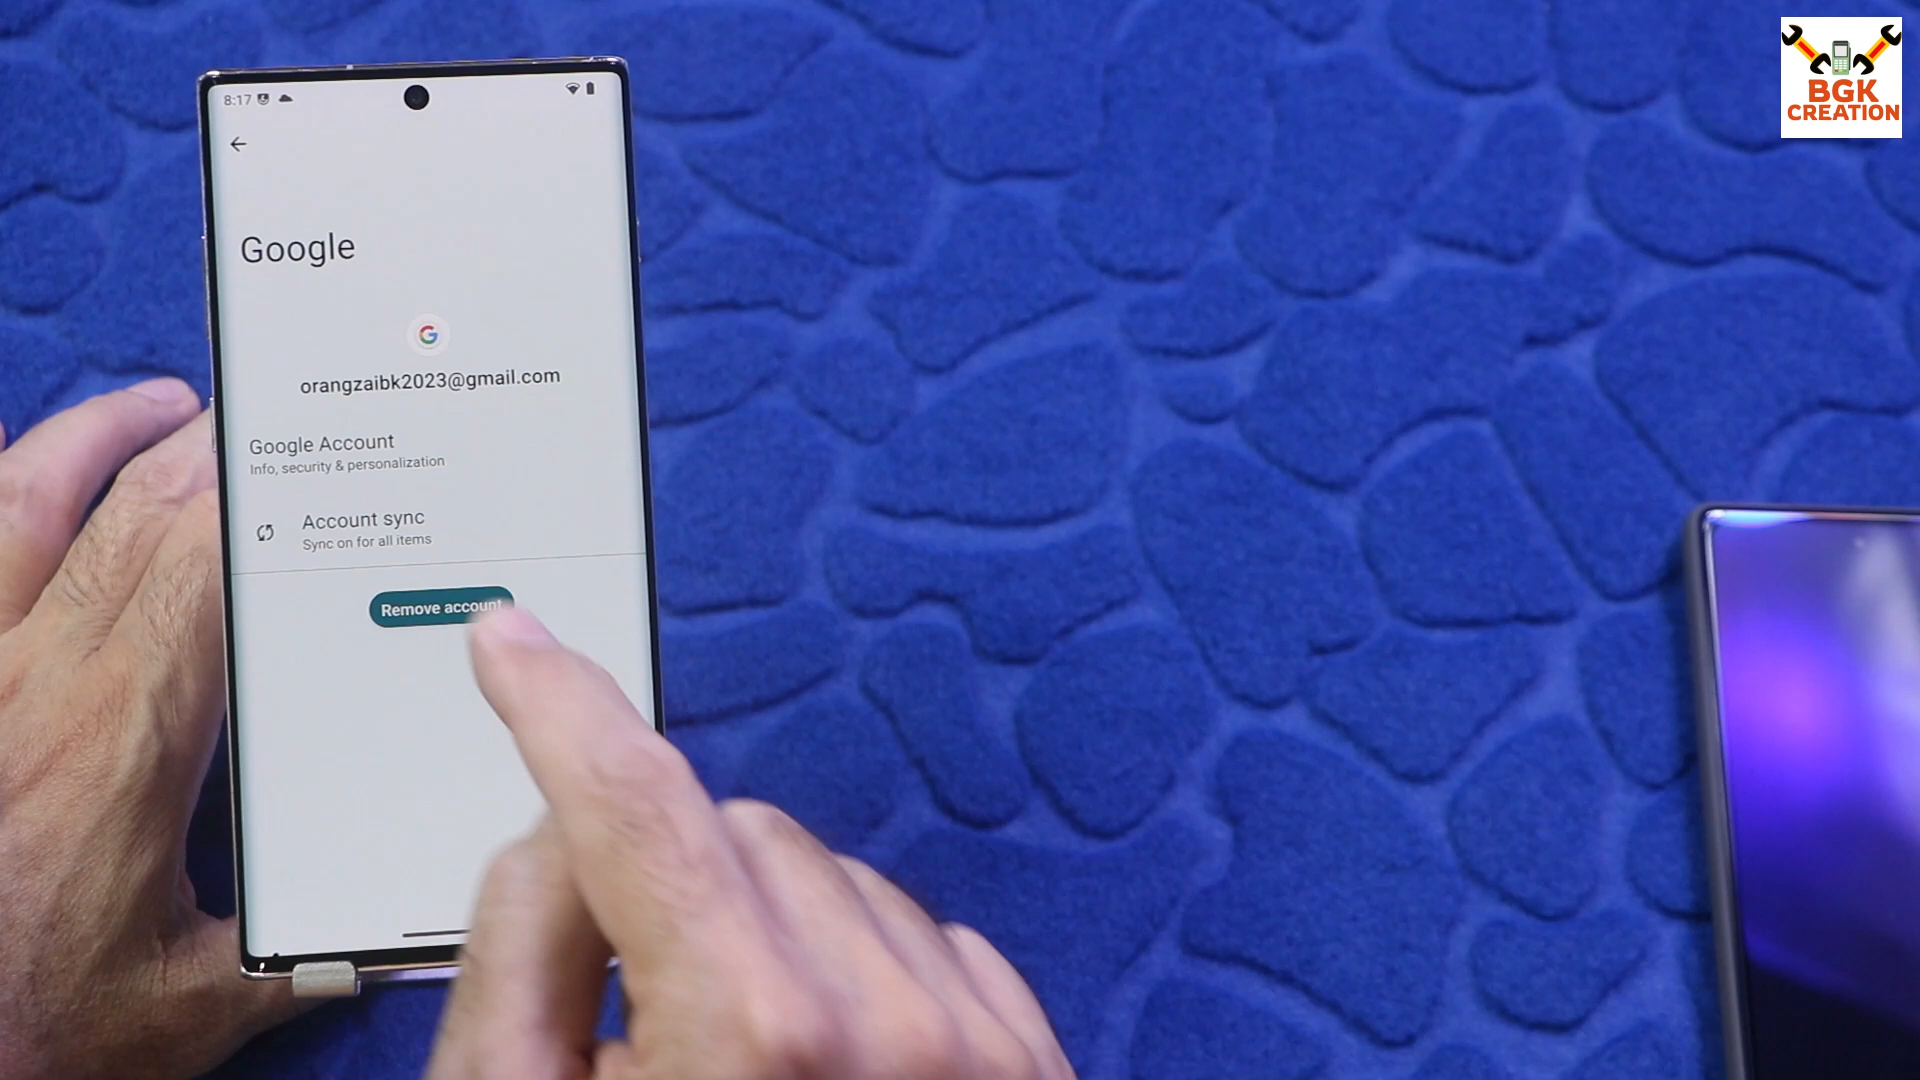 BGK
CREATION
8:17
Google
G
orangzaibk2023@gmail.com
Google Account
Info, security & personalization
Account sync
Sync on for all items
Remove account